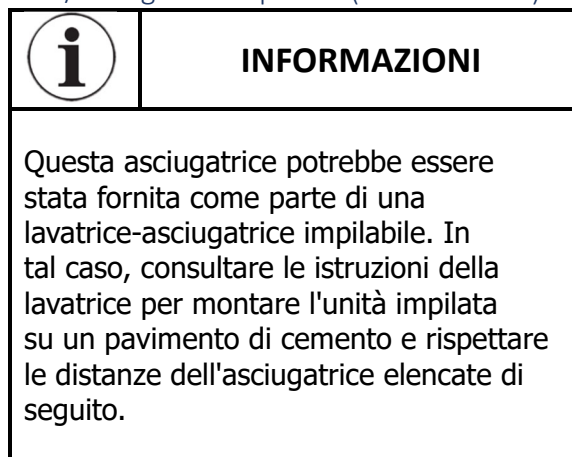 INFORMAZIONI
Questa asciugatrice potrebbe essere
stata fornita come parte di una
lavatrice-asciugatrice impilabile. In
tal caso, consultare le istruzioni della
lavatrice per montare l'unità impilata
su un pavimento di cemento e rispettare
le distanze dell'asciugatrice elencate di
seguito.